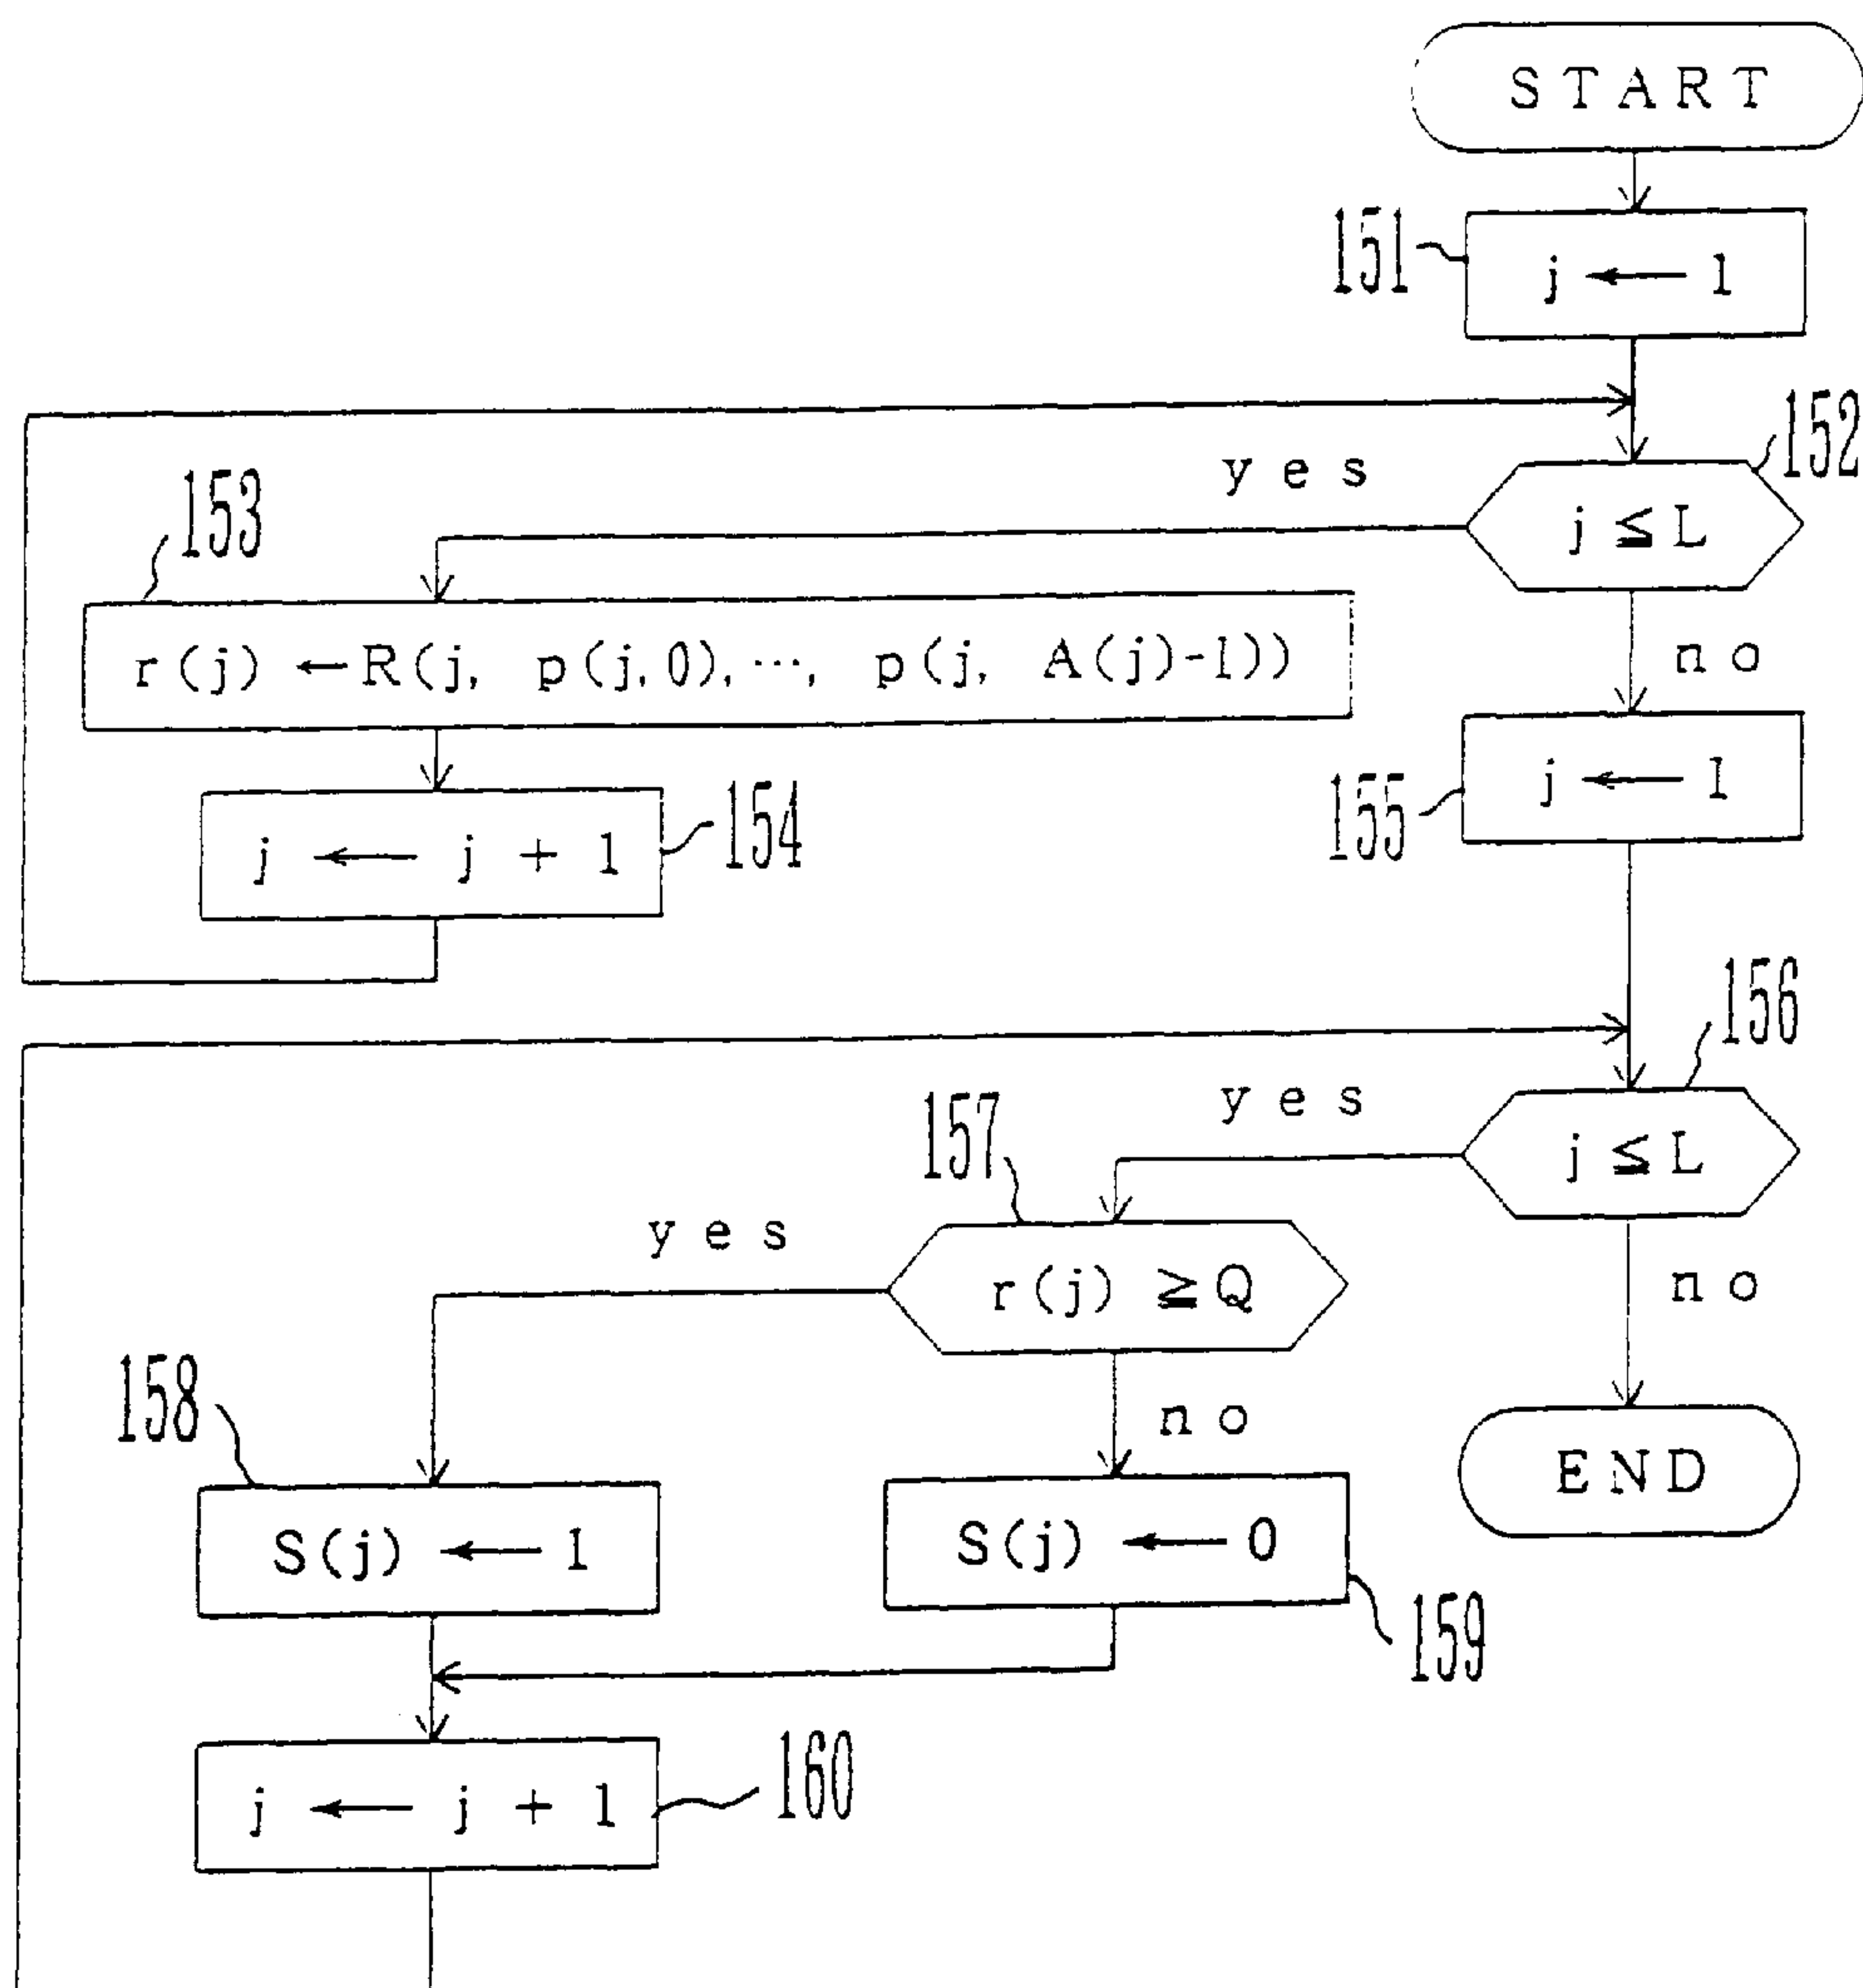 START
151
j ← 1
152
yes
j ≦ L
153
no
r(j) ← R(j, p(j,0), ⋯, p(j, A(j)-1))
155
j ← 1
154
j ← j + 1
156
yes
j ≦ L
157
yes
r(j) ≧ Q
no
158
no
END
S(j) ← 1
S(j) ← 0
159
160
j ← j + 1